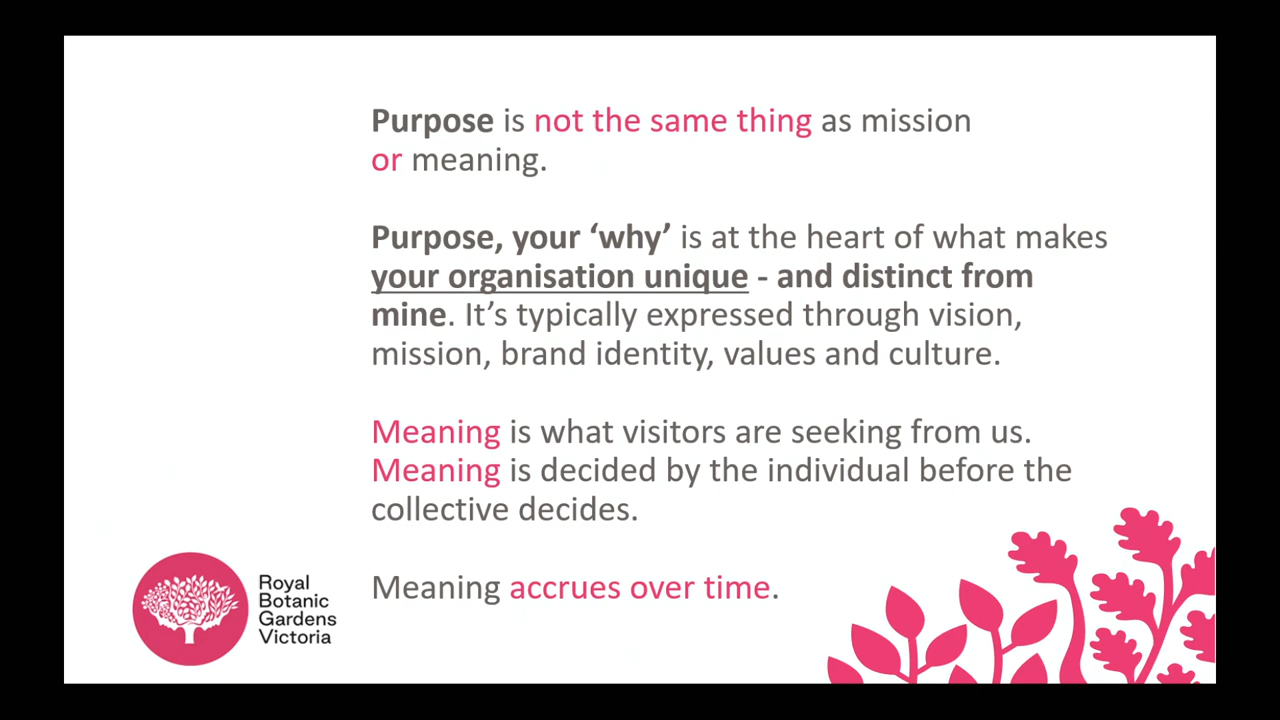 Purpose is not the same thing as mission
or meaning.
Purpose, your ‘why’ is at the heart of what makes
your organisation unique - and distinct from
mine. It’s typically expressed through vision,
mission, brand identity, values and culture.
Meaning is what visitors are seeking from us.
Meaning is decided by the individual before the
collective decides.
Meaning accrues over time.
Royal
Botanic
Gardens
Victoria